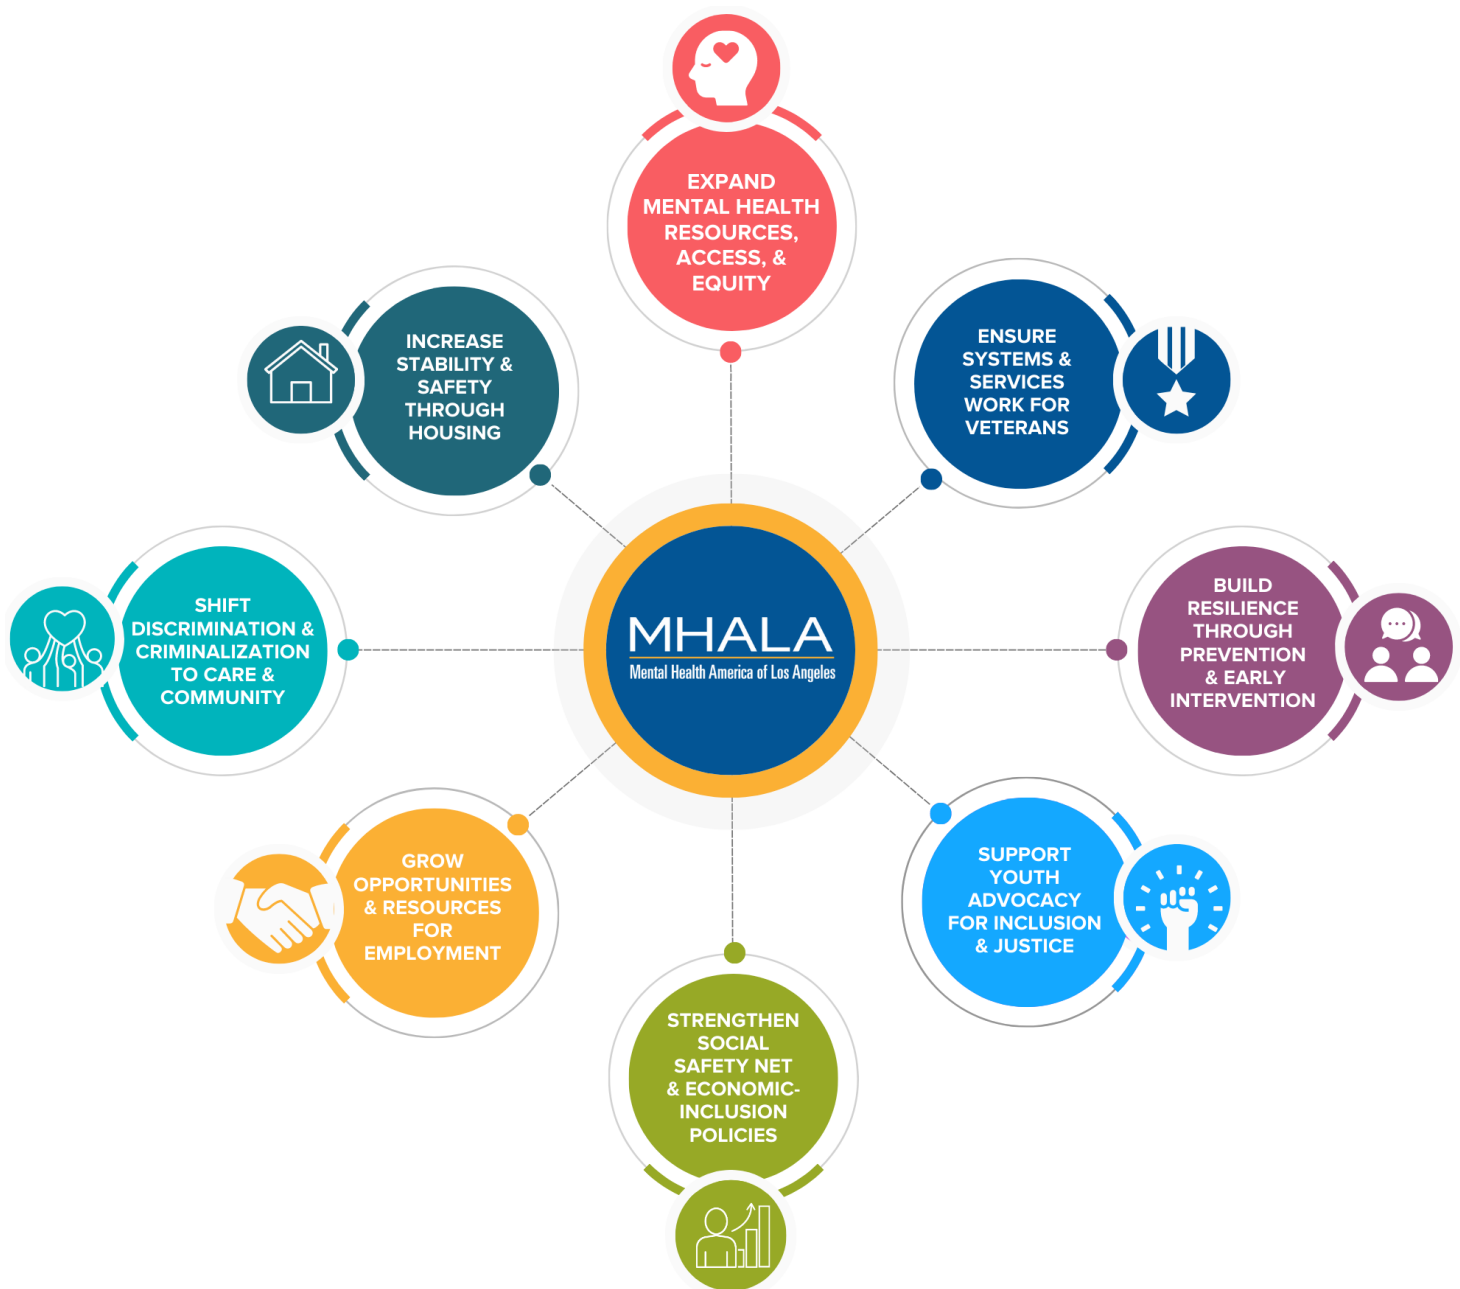 EXPAND
MENTAL HEALTH
RESOURCES,
ACCESS, &
EQUITY
ENSURE
SYSTEMS &
SERVICES
WORK FOR
VETERANS
BUILD
RESILIENCE
THROUGH
PREVENTION
& EARLY
INTERVENTION
SUPPORT
YOUTH
ADVOCACY
FOR INCLUSION
& JUSTICE
STRENGTHEN
SOCIAL
SAFETY NET
& ECONOMIC-
INCLUSION
POLICIES
GROW
OPPORTUNITIES
& RESOURCES
FOR
EMPLOYMENT
SHIFT
DISCRIMINATION &
CRIMINALIZATION
TO CARE &
COMMUNITY
INCREASE
STABILITY &
SAFETY
THROUGH
HOUSING
MHALA
Mental Health America of Los Angeles